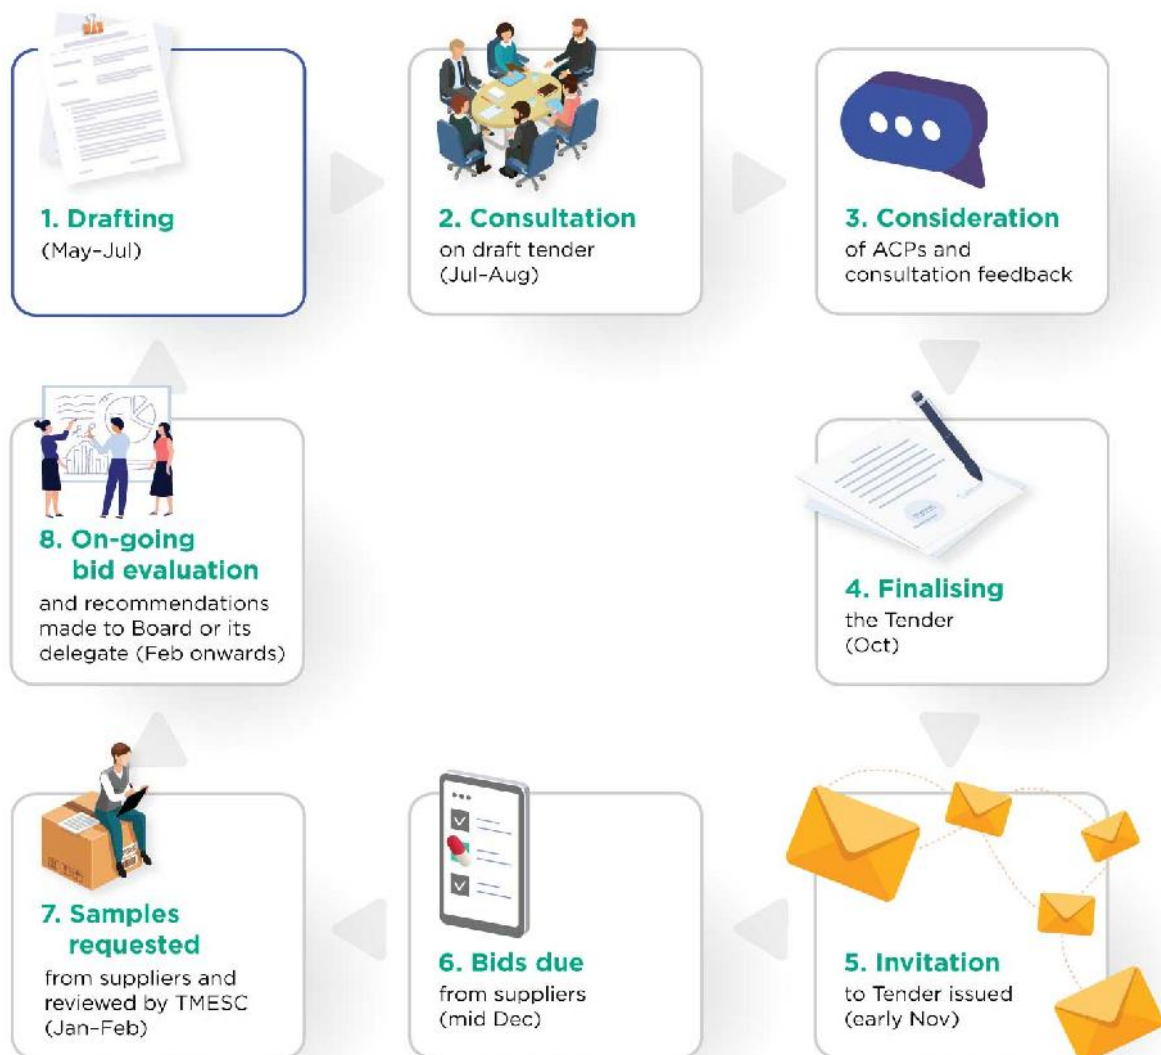 1. Drafting
(May–Jul)
2. Consultation
on draft tender
(Jul–Aug)
3. Consideration
of ACPs and
consultation feedback
4. Finalising
the Tender
(Oct)
5. Invitation
to Tender issued
(early Nov)
6. Bids due
from suppliers
(mid Dec)
7. Samples
requested
from suppliers and
reviewed by TMESC
(Jan–Feb)
8. On-going
bid evaluation
and recommendations
made to Board or its
delegate (Feb onwards)